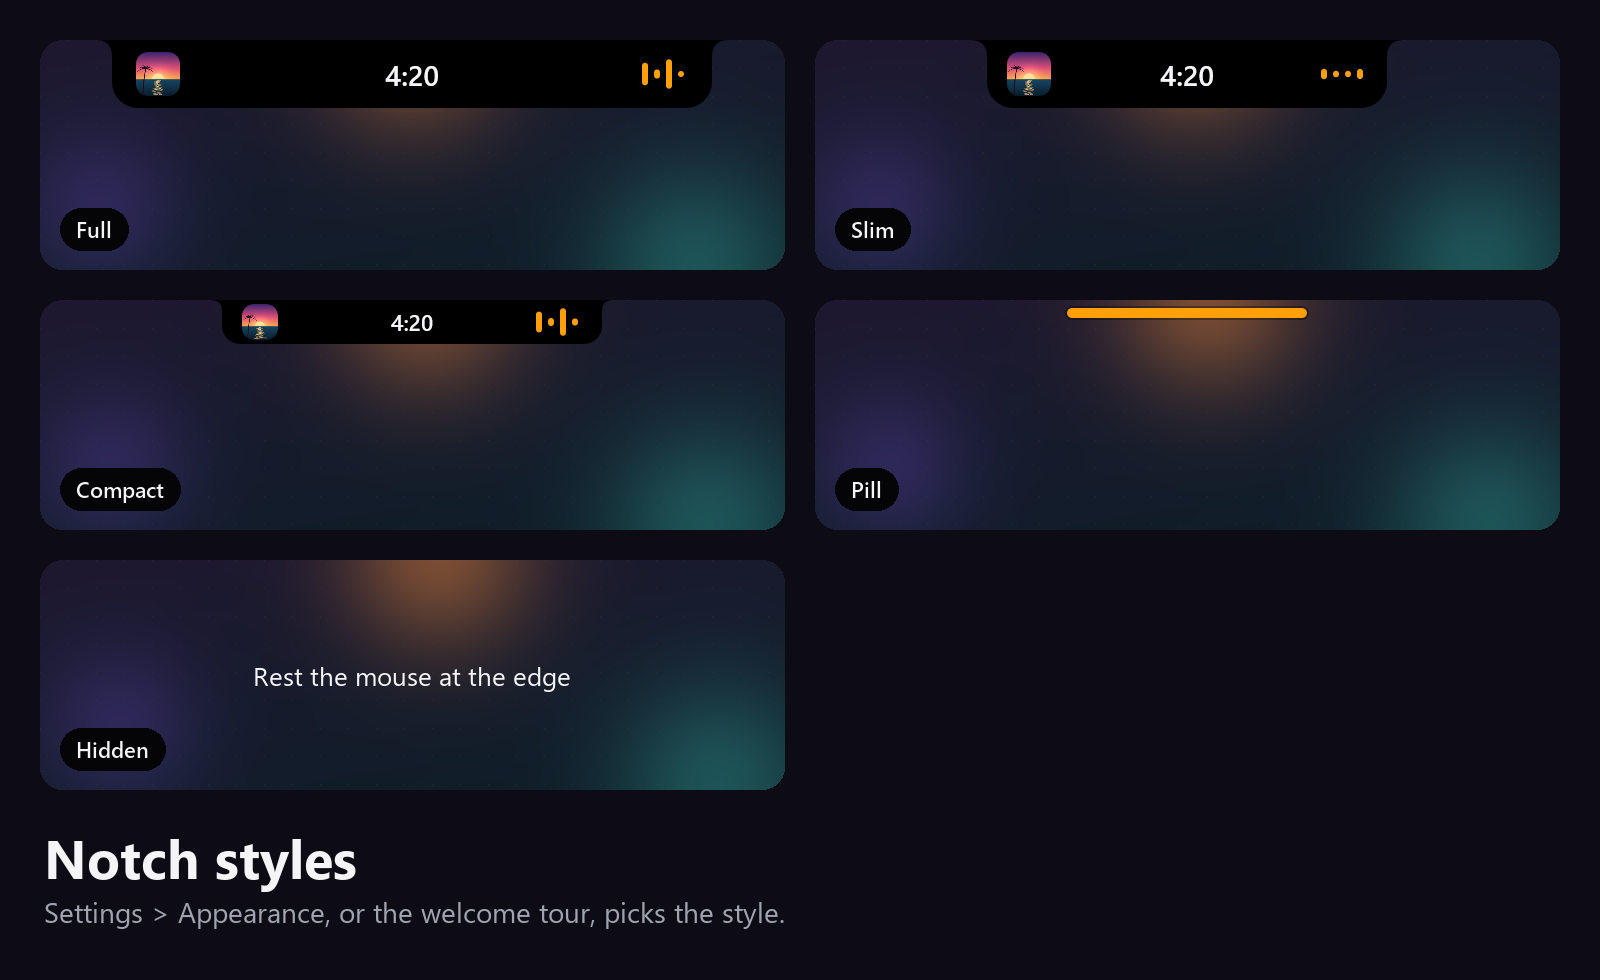 4:20
4:20
Full
Slim
4:20
Compact
Pill
Rest the mouse at the edge
Hidden
Notch styles
Settings > Appearance, or the welcome tour, picks the style.